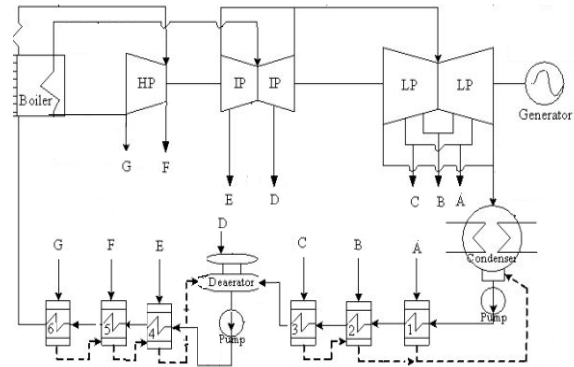 Boiler
HP
IP
IP
LP
LP
Generator
G
F
E
D
C
B
A
G
F
E
D
C
B
A
Deaerator
Condenser
6
5
4
Pump
3
2
1
Pump